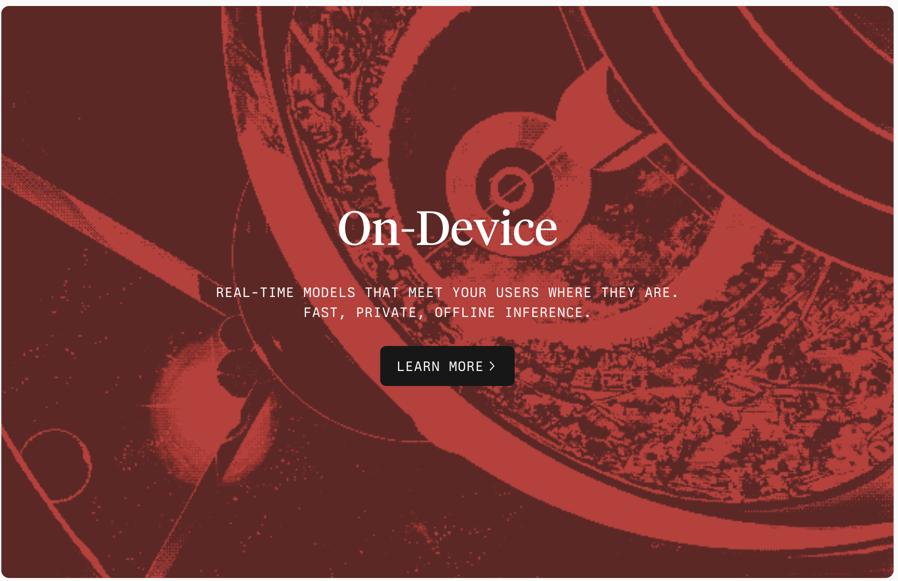 On-Device
REAL-TIME MODELS THAT MEET YOUR USERS WHERE THEY ARE.
FAST, PRIVATE, OFFLINE INFERENCE.
LEARN MORE >